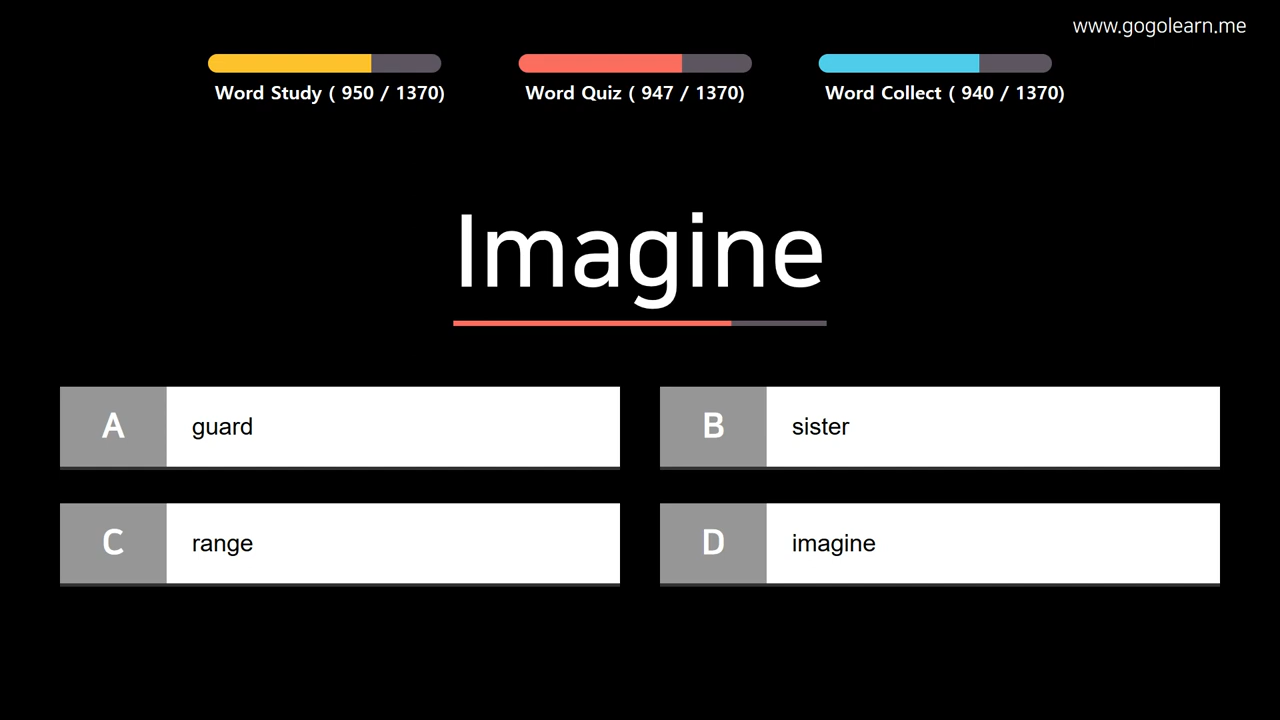 www.gogolearn.me
Word Study ( 950 / 1370)
Word Quiz ( 947 / 1370)
Word Collect ( 940 / 1370)
Imagine
A
guard
B
sister
C
range
D
imagine